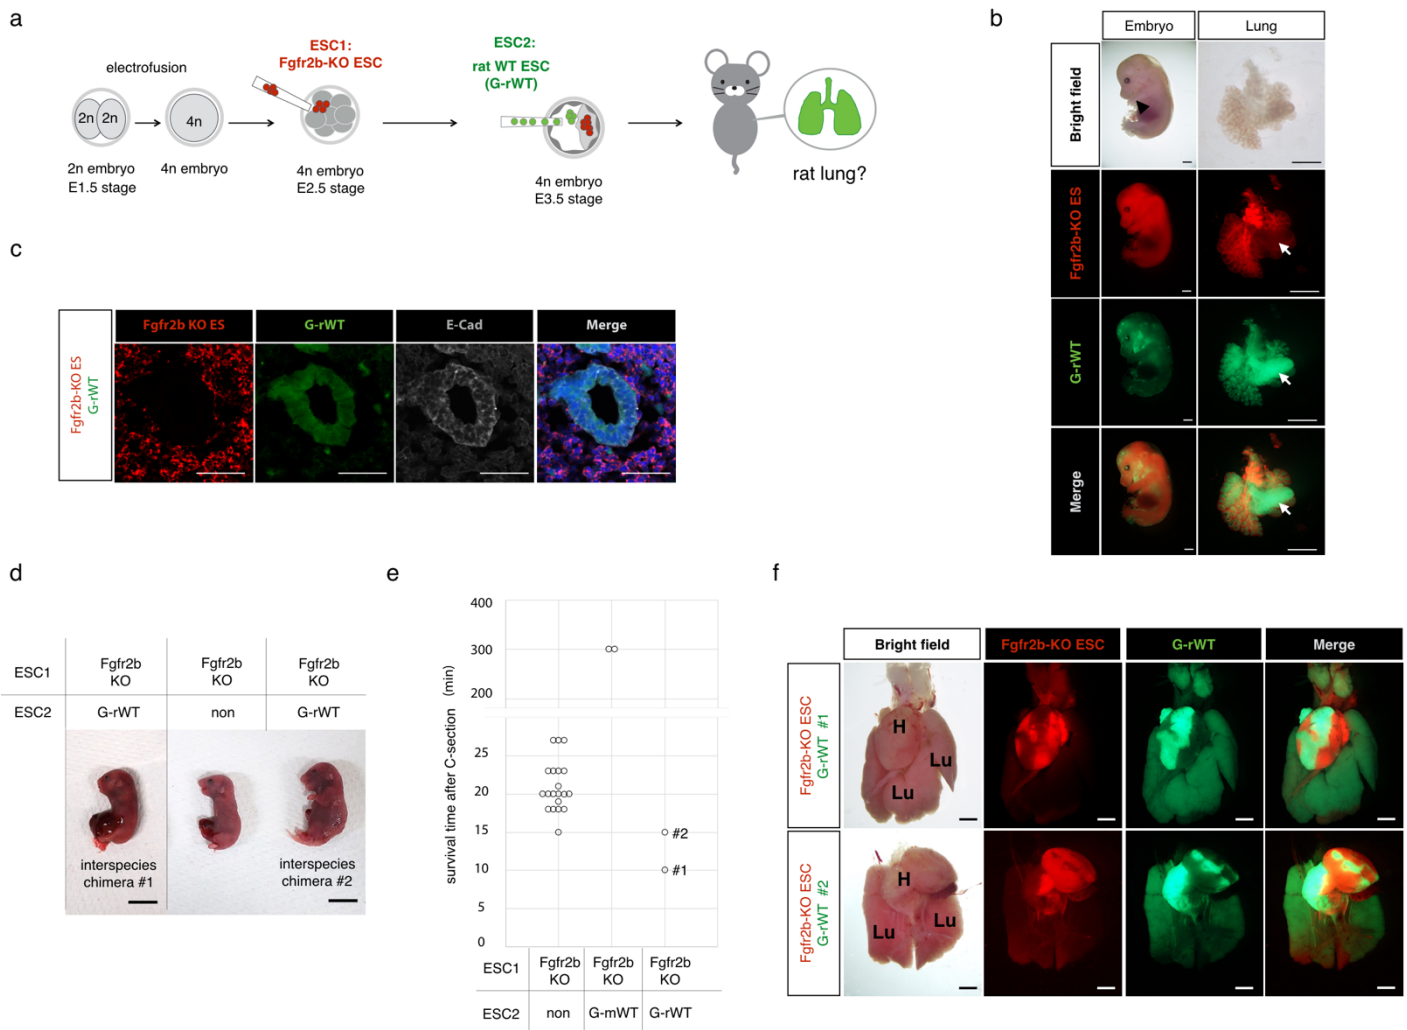 a
electrofusion
2n
2n
4n
2n embryo
E1.5 stage
4n embryo
ESC1:
Fgfr2b-KO ESC
4n embryo
E2.5 stage
ESC2:
rat WT ESC
(G-rWT)
4n embryo
E3.5 stage
rat lung?
b
Embryo
Lung
Bright field
Fgfr2b-KO ES
G-rWT
Merge
c
Fgfr2b KO ES
G-rWT
E-Cad
Merge
Fgfr2b-KO ES
G-rWT
d
ESC1
Fgfr2b
KO
Fgfr2b
KO
Fgfr2b
KO
ESC2
G-rWT
non
G-rWT
interspecies
chimera #1
interspecies
chimera #2
e
survival time after C-section (min)
400
300
200
25
20
15
10
5
0
#2
#1
ESC1
Fgfr2b
KO
Fgfr2b
KO
Fgfr2b
KO
ESC2
non
G-mWT
G-rWT
f
Bright field
Fgfr2b-KO ESC
G-rWT
Merge
Fgfr2b-KO ESC
G-rWT #1
H
Lu
Lu
Fgfr2b-KO ESC
G-rWT #2
H
Lu
Lu